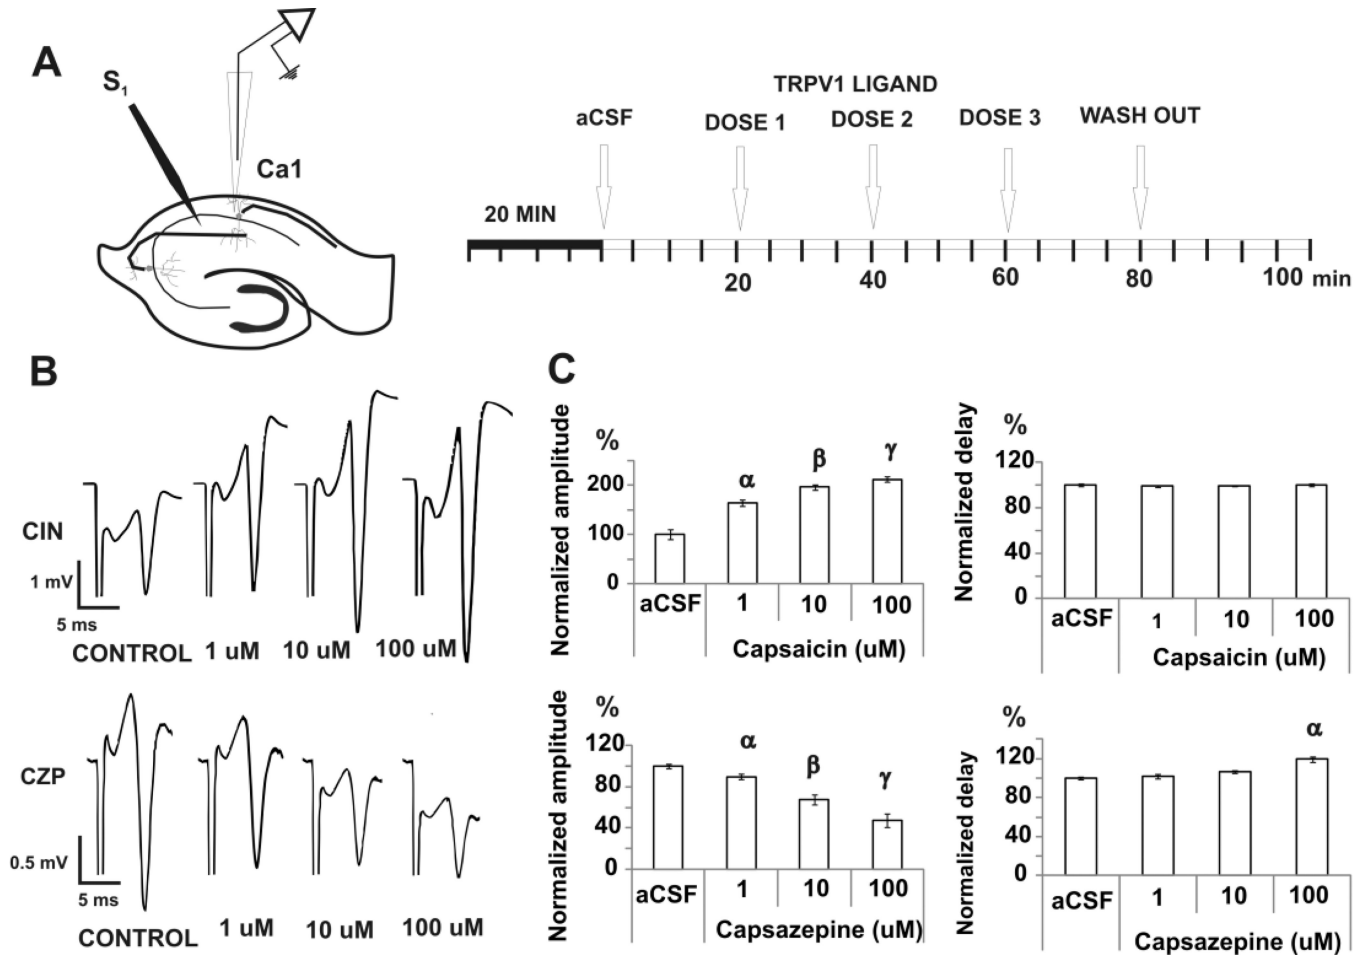 A
S1
Ca1
TRPV1 LIGAND
aCSF
DOSE 1
DOSE 2
DOSE 3
WASH OUT
20 MIN
20
40
60
80
100 min
B
CIN
1 mV
5 ms
CONTROL
1 uM
10 uM
100 uM
CZP
0.5 mV
5 ms
CONTROL
1 uM
10 uM
100 uM
C
Normalized amplitude
%
200
100
0
α
β
γ
aCSF
1
10
100
Capsaicin (uM)
Normalized delay
%
120
80
40
0
aCSF
1
10
100
Capsaicin (uM)
Normalized amplitude
%
120
80
40
0
α
β
γ
aCSF
1
10
100
Capsazepine (uM)
Normalized delay
%
120
80
40
0
α
aCSF
1
10
100
Capsazepine (uM)